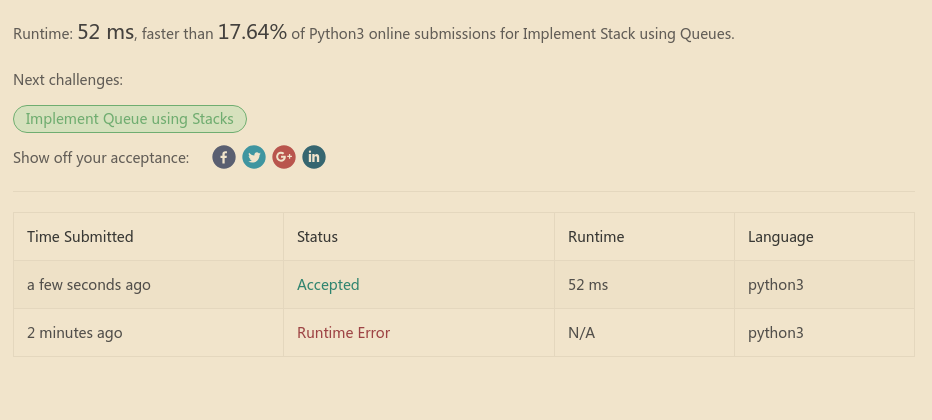 Runtime: 52 ms, faster than 17.64% of Python3 online submissions for Implement Stack using Queues.
Next challenges:
Implement Queue using Stacks
Show off your acceptance: f G+ in
Time Submitted Status Runtime Language
a few seconds ago Accepted 52 ms python3
2 minutes ago Runtime Error N/A python3